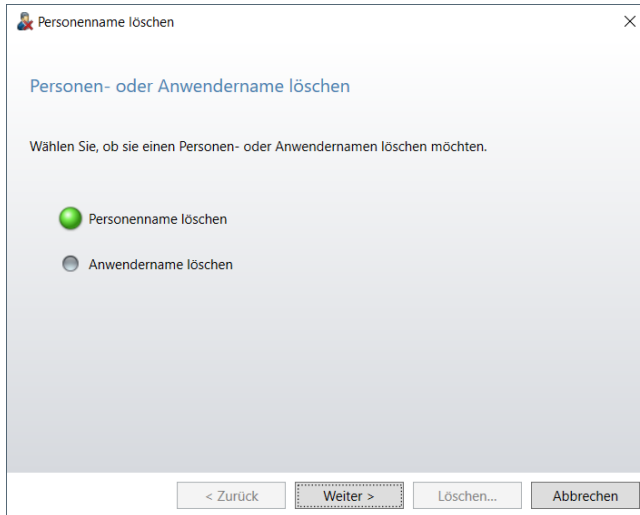 Personenname löschen
Personen- oder Anwendername löschen
Wählen Sie, ob sie einen Personen- oder Anwendernamen löschen möchten.
Personenname löschen
Anwendername löschen
< Zurück Weiter > Löschen... Abbrechen